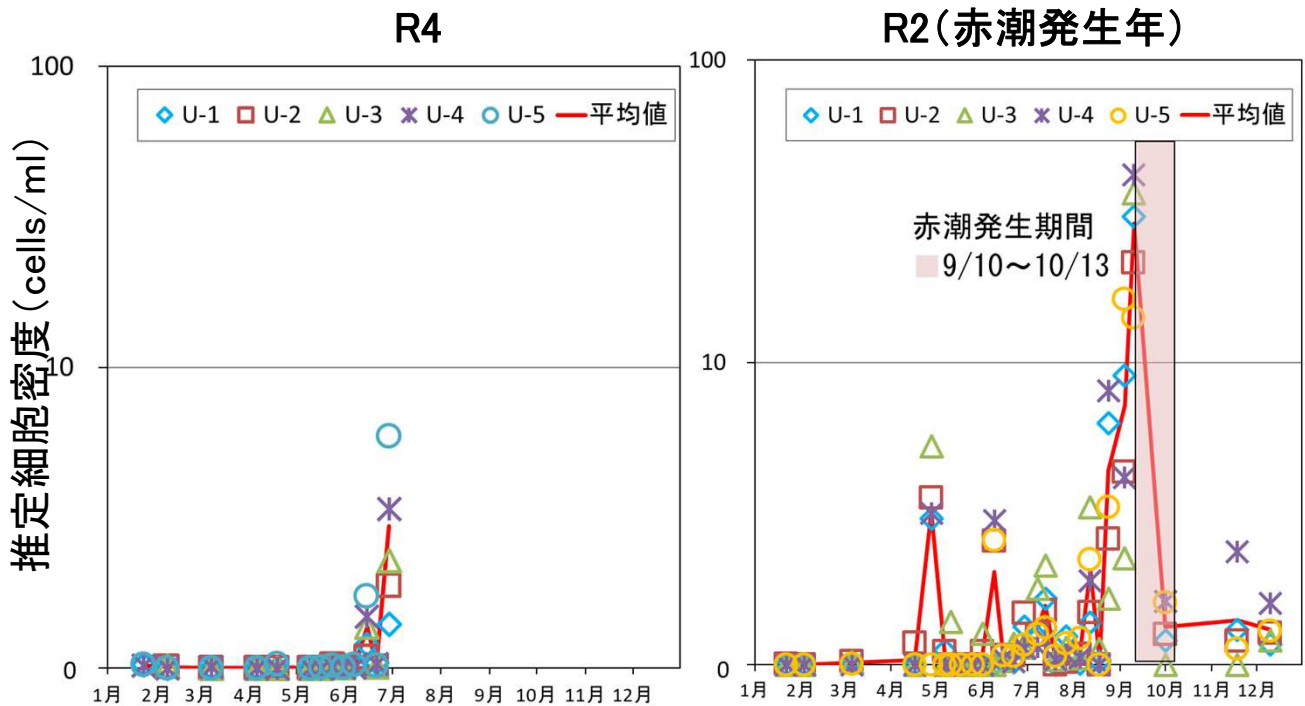 R4
推定細胞密度(cells/ml)
100
10
0
U-1 U-2 U-3 U-4 U-5 平均値
1月 2月 3月 4月 5月 6月 7月 8月 9月 10月 11月 12月
R2(赤潮発生年)
100
10
0
U-1 U-2 U-3 U-4 U-5 平均値
赤潮発生期間
9/10~10/13
1月 2月 3月 4月 5月 6月 7月 8月 9月 10月 11月 12月